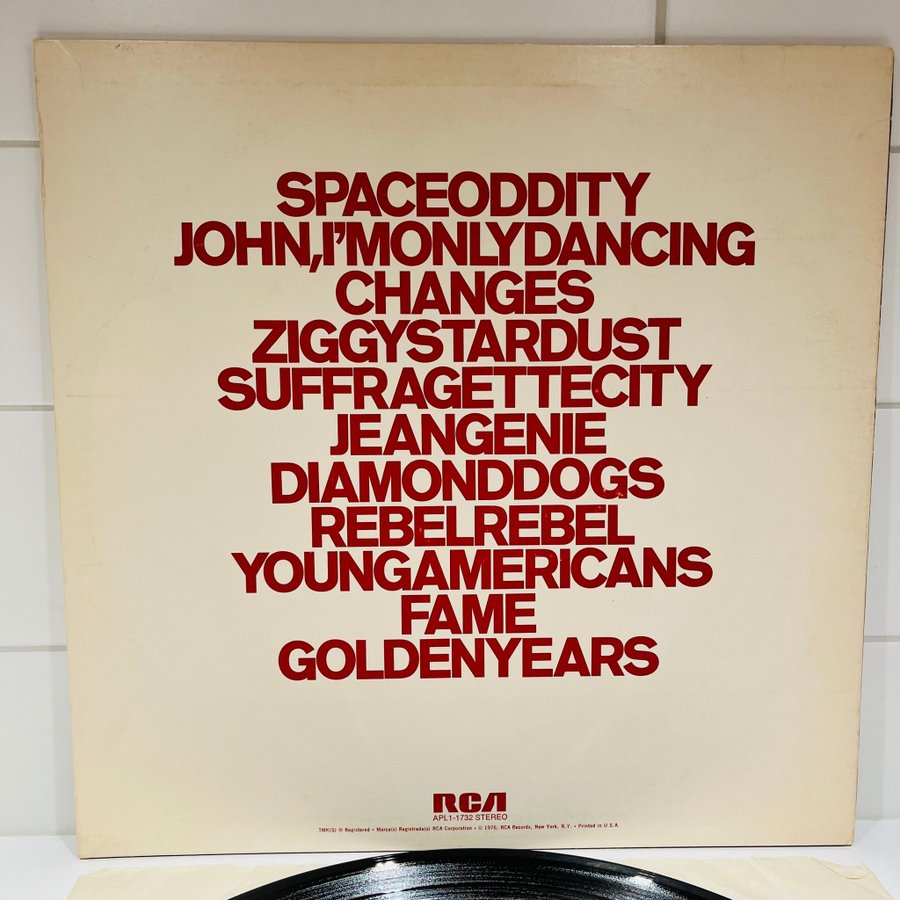 SPACEODDITY
JOHN,I'MONLYDANCING
CHANGES
ZIGGYSTARDUST
SUFFRAGETTECITY
JEANGENIE
DIAMONDDOGS
REBELREBEL
YOUNGAMERICANS
FAME
GOLDENYEARS
RCA
APL1-1732 STEREO
TMK(S) ® Registered • Marca(s) Registrada(s) RCA Corporation • © 1976, RCA Records, New York, N.Y. • Printed in U.S.A.